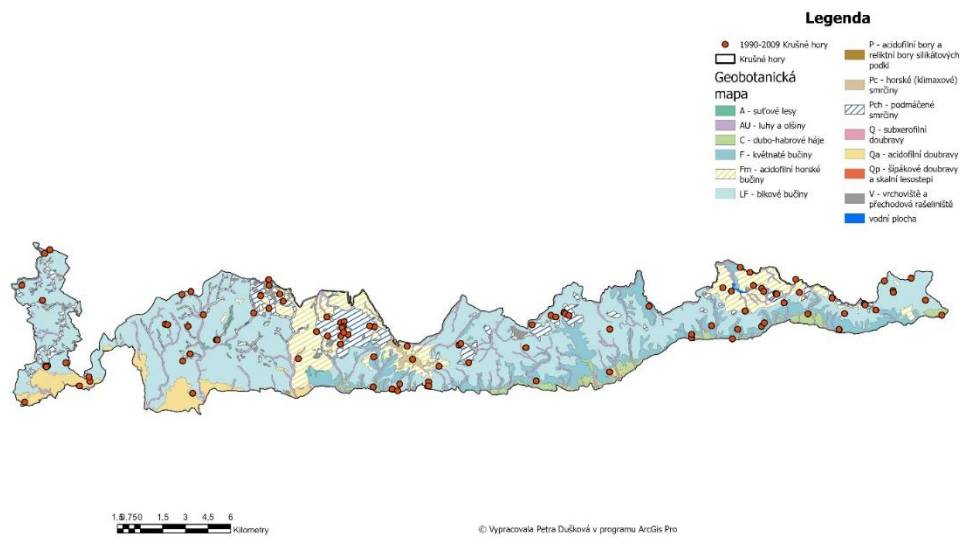 Legenda
1990-2009 Krušné hory
Krušné hory
Geobotanická
mapa
A - suťové lesy
AU - luhy a olšiny
C - dubo-habrové háje
F - květnaté bučiny
Fm - acidofilní horské
bučiny
LF - bikové bučiny
P - acidofilní bory a
reliktní bory silikátových
podkl
Pc - horské (klimaxové)
smrčiny
Pch - podmáčené
smrčiny
Q - subxerofilní
doubravy
Qa - acidofilní doubravy
Qp - šípákové doubravy
a skalní lesostepi
V - vrchoviště a
přechodová rašeliniště
vodní plocha
1,50,750 1,5 3 4,5 6
Kilometry
© Vypracovala Petra Dušková v programu ArcGis Pro